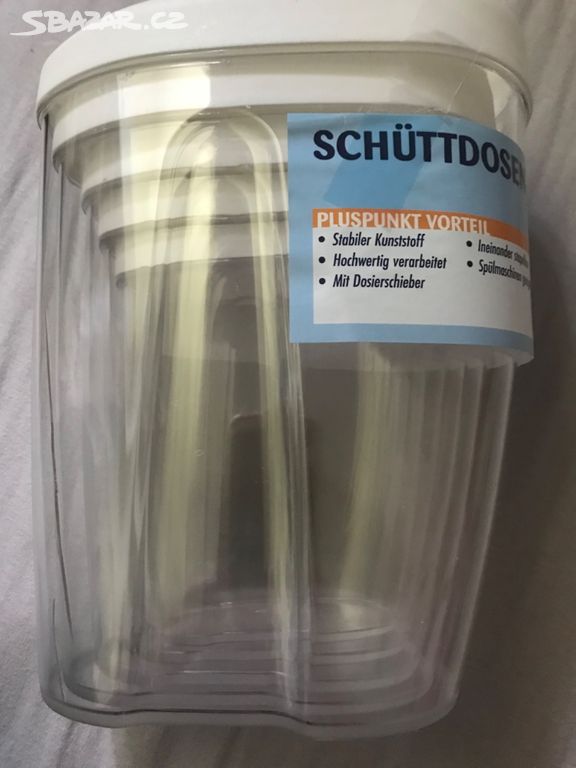 SBAZAR.CZ
SCHÜTTDOSEN
PLUSPUNKT VORTEIL
• Stabiler Kunststoff
• Hochwertig verarbeitet
• Mit Dosierschieber
• Ineinander
• Spülmaschinen